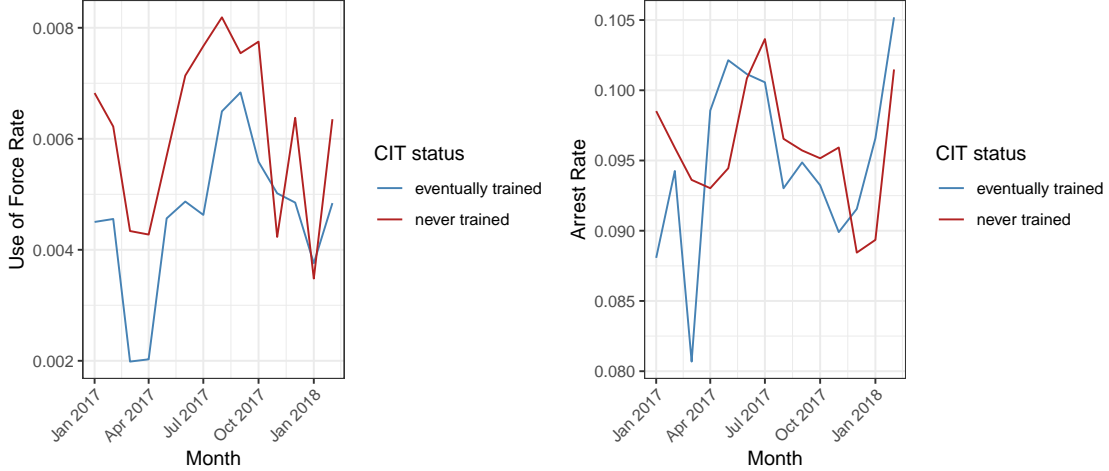 Use of Force Rate
0.008
0.006
0.004
0.002
Jan 2017
Apr 2017
Jul 2017
Oct 2017
Jan 2018
Month
CIT status
eventually trained
never trained
Arrest Rate
0.105
0.100
0.095
0.090
0.085
0.080
Jan 2017
Apr 2017
Jul 2017
Oct 2017
Jan 2018
Month
CIT status
eventually trained
never trained